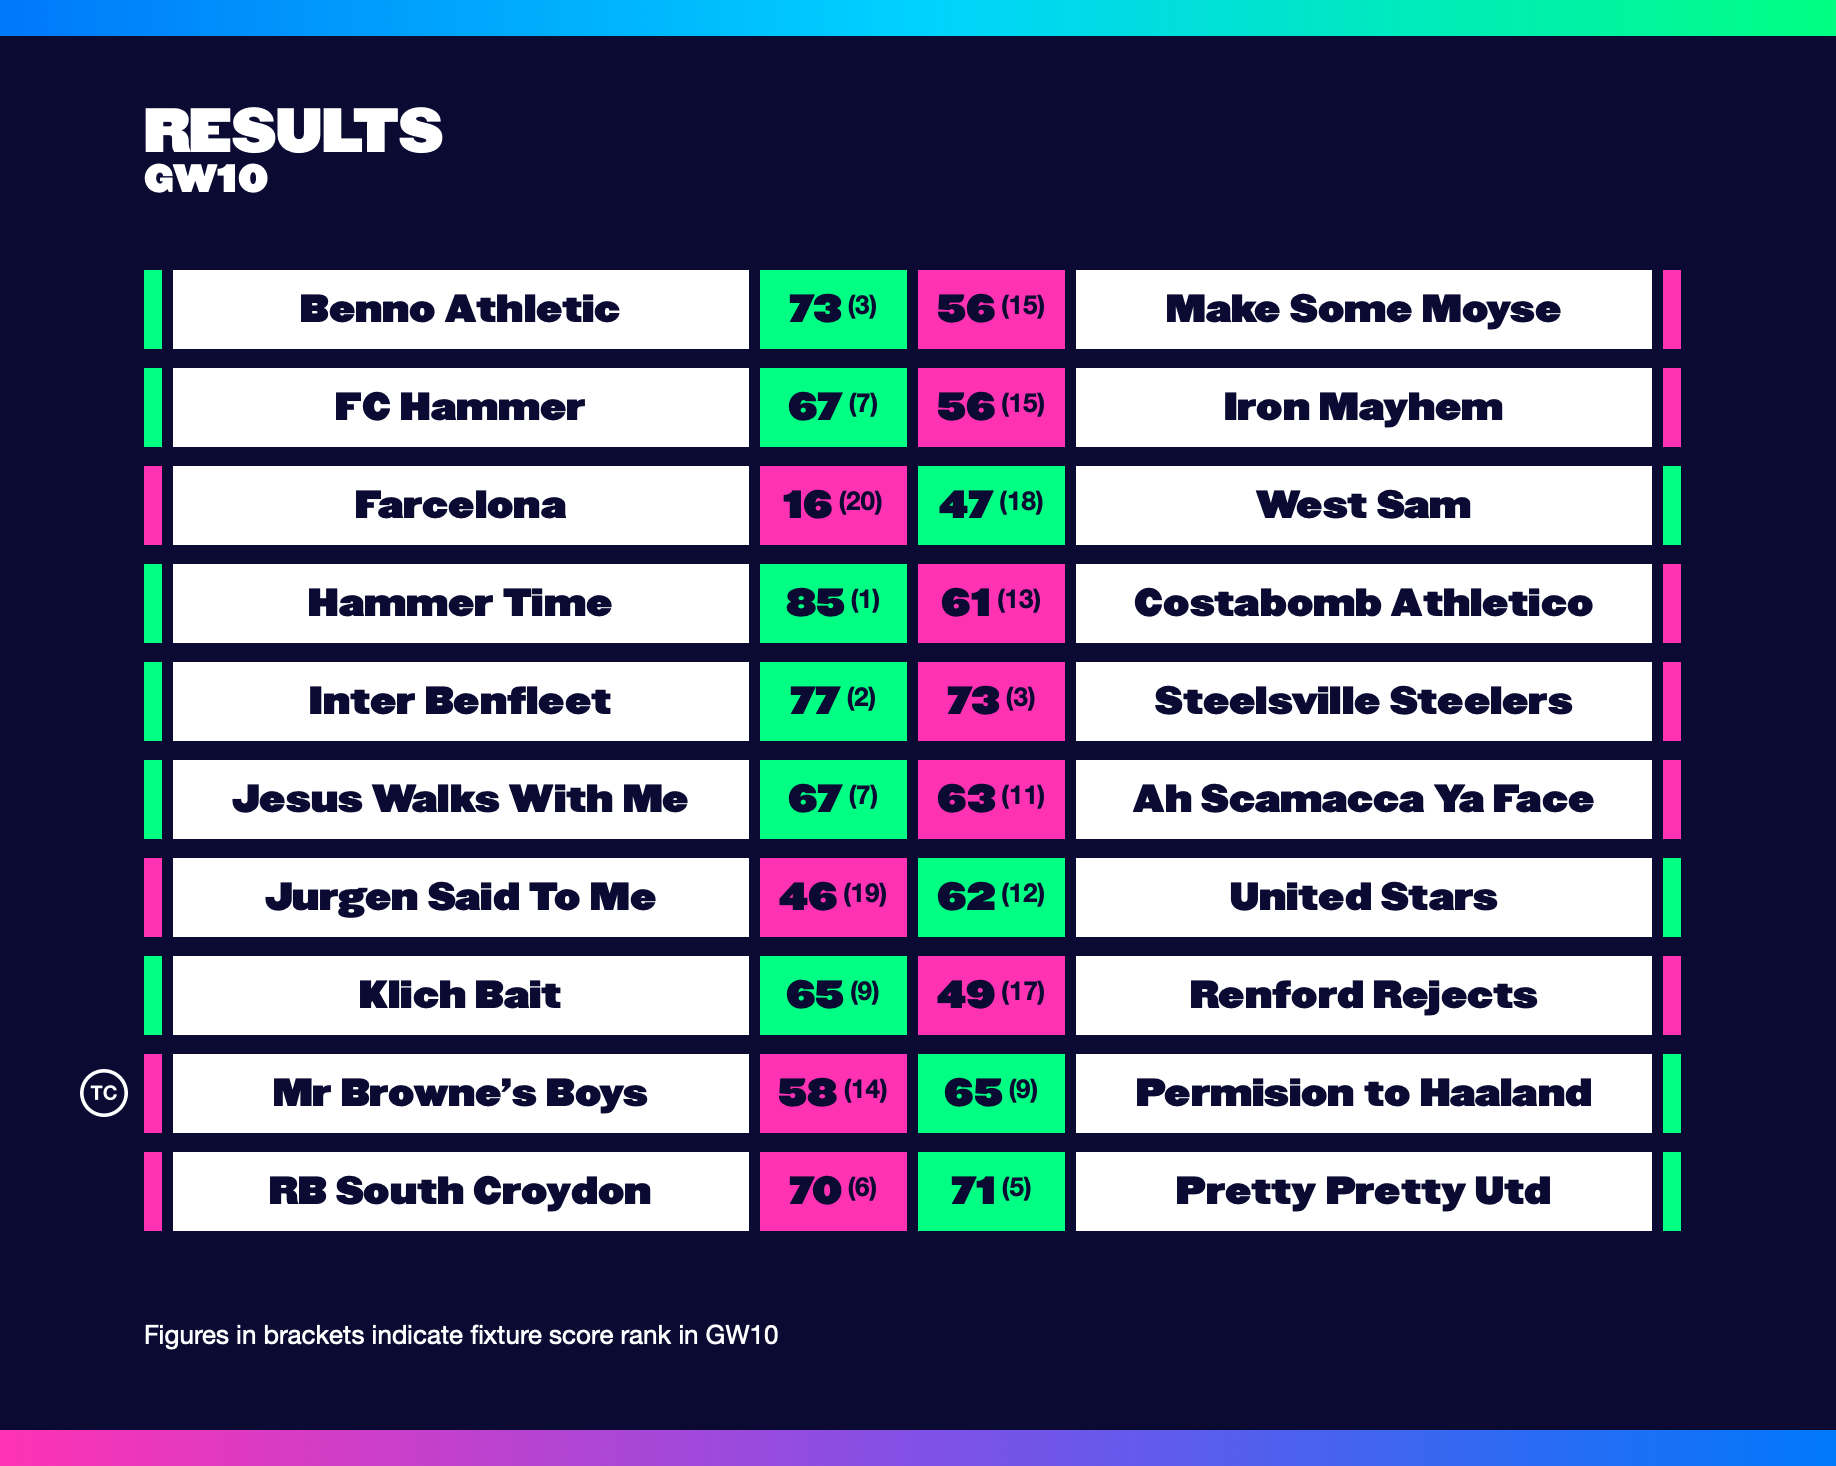 RESULTS
GW10
Benno Athletic 73 (3) 56 (15) Make Some Moyse
FC Hammer 67 (7) 56 (15) Iron Mayhem
Farcelona 16 (20) 47 (18) West Sam
Hammer Time 85 (1) 61 (13) Costabomb Athletico
Inter Benfleet 77 (2) 73 (3) Steelsville Steelers
Jesus Walks With Me 67 (7) 63 (11) Ah Scamacca Ya Face
Jurgen Said To Me 46 (19) 62 (12) United Stars
Klich Bait 65 (9) 49 (17) Renford Rejects
TC Mr Browne’s Boys 58 (14) 65 (9) Permision to Haaland
RB South Croydon 70 (6) 71 (5) Pretty Pretty Utd
Figures in brackets indicate fixture score rank in GW10